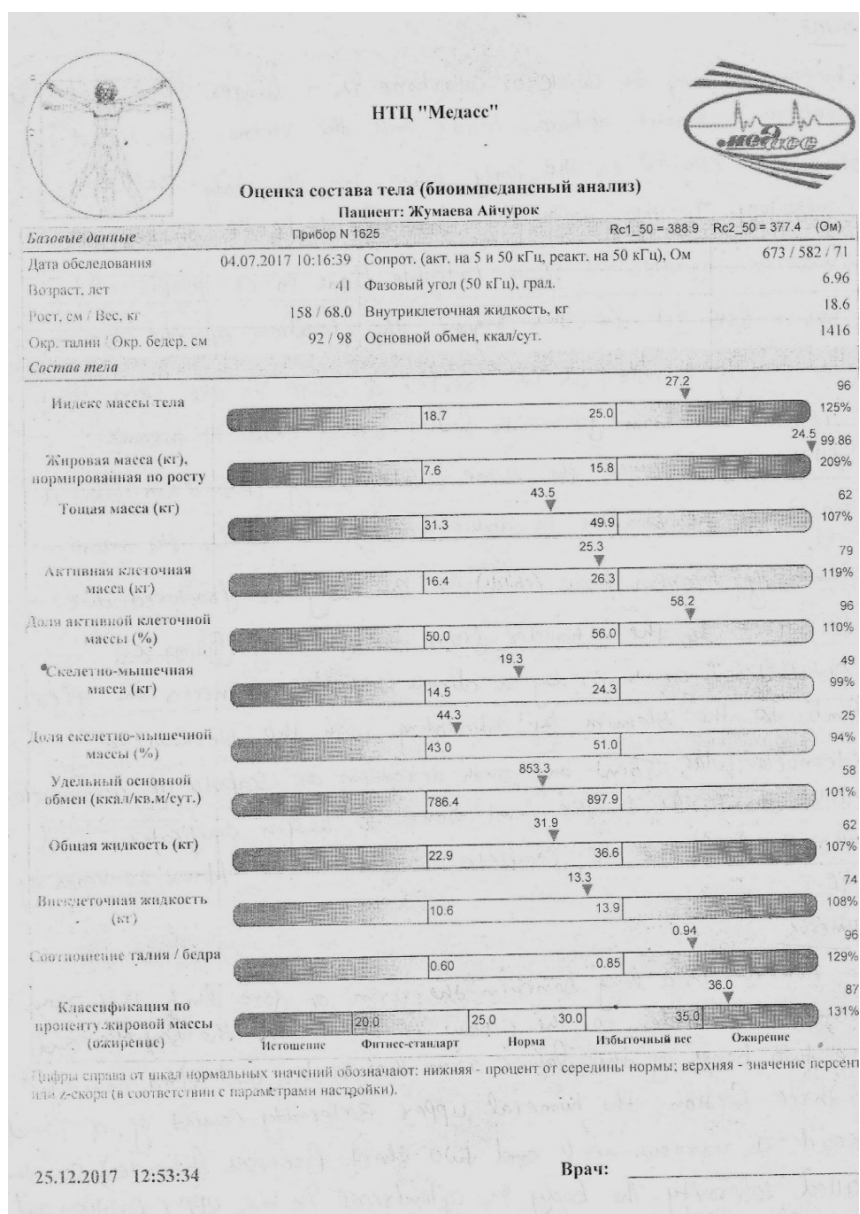 НТЦ "Медасс"
медасс
Оценка состава тела (биоимпедансный анализ)
Пациент: Жумаева Айчурок
Базовые данные Прибор N 1625 Rc1_50 = 388.9 Rc2_50 = 377.4 (Ом)
Дата обследования 04.07.2017 10:16:39 Сопрот. (акт. на 5 и 50 кГц, реакт. на 50 кГц), Ом 673 / 582 / 71
Возраст, лет 41 Фазовый угол (50 кГц), град. 6.96
Рост, см / Вес, кг 158 / 68.0 Внутриклеточная жидкость, кг 18.6
Окр. талии / Окр. бедер, см 92 / 98 Основной обмен, ккал/сут. 1416
Состав тела
27.2 96
Индекс массы тела 18.7 25.0 125%
24.5 99.86
Жировая масса (кг),
нормированная по росту 7.6 15.8 209%
43.5 62
Тощая масса (кг) 31.3 49.9 107%
25.3 79
Активная клеточная
масса (кг) 16.4 26.3 119%
58.2 96
Доля активной клеточной
массы (%) 50.0 56.0 110%
19.3 49
Скелетно-мышечная
масса (кг) 14.5 24.3 99%
44.3 25
Доля скелетно-мышечной
массы (%) 43.0 51.0 94%
853.3 58
Удельный основной
обмен (ккал/кв.м/сут.) 786.4 897.9 101%
31.9 62
Общая жидкость (кг) 22.9 36.6 107%
13.3 74
Внеклеточная жидкость
(кг) 10.6 13.9 108%
0.94 96
Соотношение талия / бедра 0.60 0.85 129%
36.0 87
Классификация по
проценту жировой массы
(ожирение) 20.0 25.0 30.0 35.0 131%
Истощение Фитнес-стандарт Норма Избыточный вес Ожирение
Цифры справа от шкал нормальных значений обозначают: нижняя - процент от середины нормы; верхняя - значение персент
или z-скора (в соответствии с параметрами настройки).
25.12.2017 12:53:34 Врач: